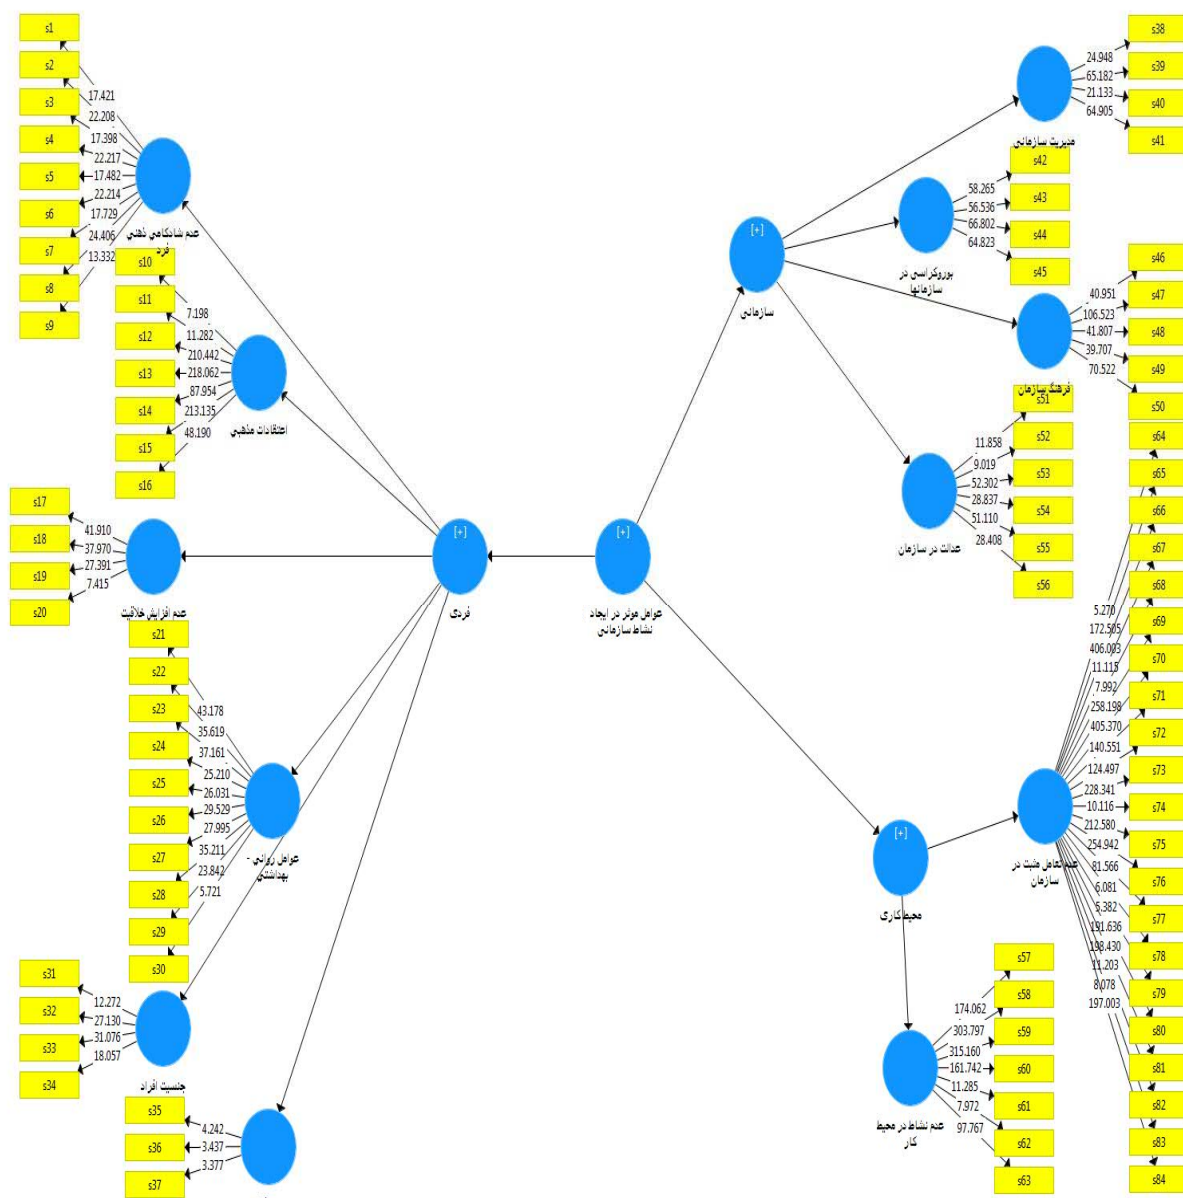 s1
s2
s3
s4
s5
s6
s7
s8
s9
17.421
22.208
17.398
22.217
17.482
22.214
17.729
24.406
13.332
عدم شادکامي ذهني
فرد
s10
s11
s12
s13
s14
s15
s16
7.198
11.282
210.442
218.062
87.954
213.135
48.190
اعتقادات مذهبي
s17
s18
s19
s20
41.910
37.970
27.391
7.415
عدم افزايش خلاقيت
s21
s22
s23
s24
s25
s26
s27
s28
s29
s30
43.178
35.619
37.161
25.210
26.031
29.529
27.995
35.211
23.842
5.721
عوامل رواني -
بهداشتي
s31
s32
s33
s34
12.272
27.130
31.076
18.057
جنسيت افراد
s35
s36
s37
4.242
3.437
3.377
[+]
فردی
[+]
عوامل موثر در ايجاد
نشاط سازمانی
[+]
سازمانی
[+]
محیط کاری
s38
s39
s40
s41
24.948
65.182
21.133
64.905
مدیریت سازمانی
s42
s43
s44
s45
58.265
56.536
66.802
64.823
بوروکراسی در
سازمانها
s46
s47
s48
s49
s50
40.951
106.523
41.807
39.707
70.522
فرهنگ سازمان
s51
s52
s53
s54
s55
s56
11.858
9.019
52.302
28.837
51.110
28.408
عدالت در سازمان
s64
s65
s66
s67
s68
s69
s70
s71
s72
s73
s74
s75
s76
s77
s78
s79
s80
s81
s82
s83
s84
5.270
172.505
406.003
11.115
7.992
258.198
405.370
140.551
124.497
228.341
10.116
212.580
254.942
81.566
6.081
5.382
191.636
198.430
11.203
8.078
197.003
عدم تعامل مثبت در
سازمان
s57
s58
s59
s60
s61
s62
s63
174.062
303.797
315.160
161.742
11.285
7.972
97.767
عدم نشاط در محیط
کار